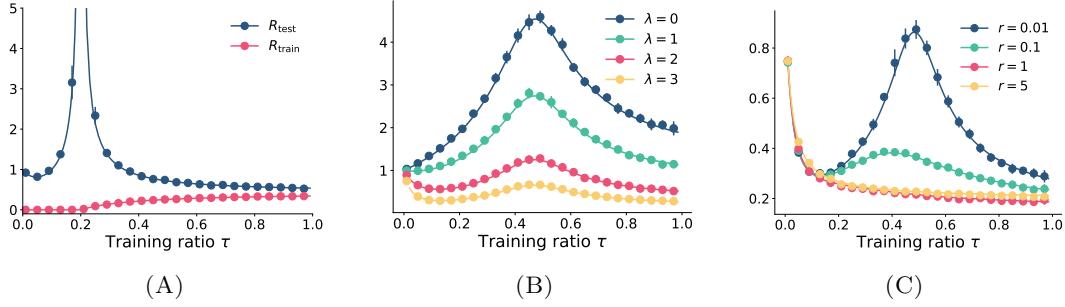 5
4
3
2
1
0
0.0
0.2
0.4
0.6
0.8
1.0
Training ratio τ
R_test
R_train
(A)
4
3
2
1
0.0
0.2
0.4
0.6
0.8
1.0
Training ratio τ
λ = 0
λ = 1
λ = 2
λ = 3
(B)
0.8
0.6
0.4
0.2
0.0
0.2
0.4
0.6
0.8
1.0
Training ratio τ
r = 0.01
r = 0.1
r = 1
r = 5
(C)